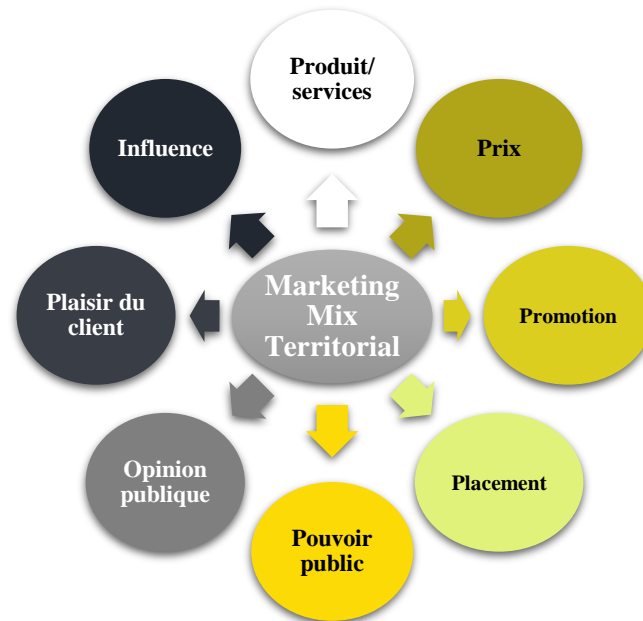 Produit/
services
Prix
Promotion
Placement
Pouvoir
public
Opinion
publique
Plaisir du
client
Influence
Marketing
Mix
Territorial